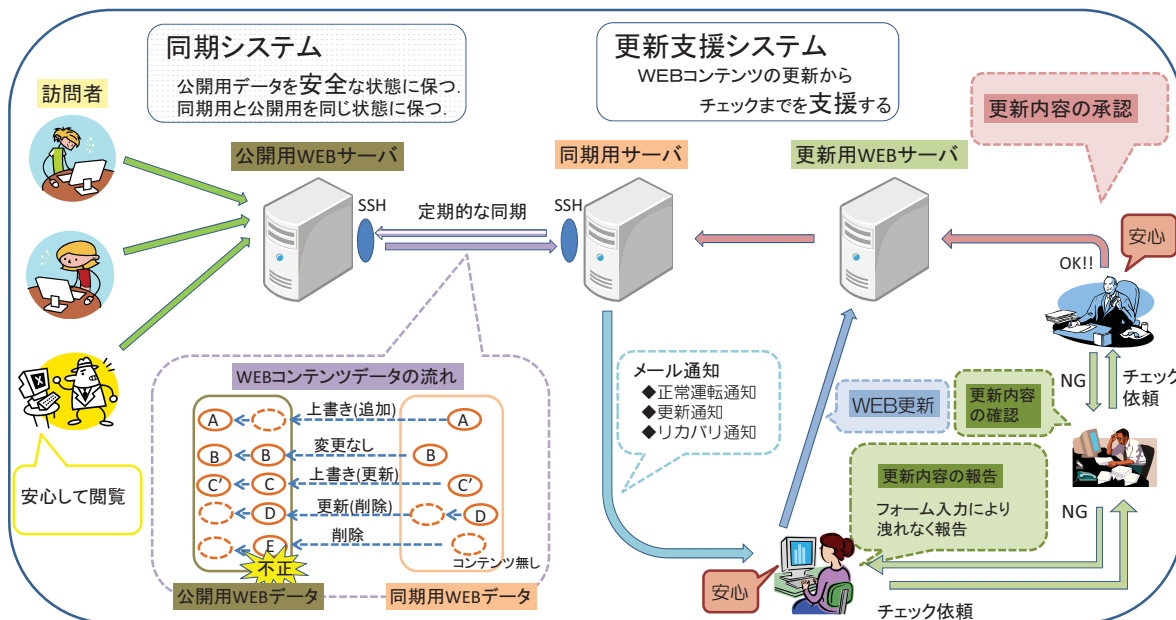 同期システム
公開用データを安全な状態に保つ.
同期用と公開用を同じ状態に保つ.
更新支援システム
WEBコンテンツの更新から
チェックまでを支援する
訪問者
更新内容の承認
公開用WEBサーバ
同期用サーバ
更新用WEBサーバ
SSH
定期的な同期
SSH
安心
OK!!
WEBコンテンツデータの流れ
A
上書き(追加)
A
B
B
変更なし
B
C'
C
上書き(更新)
C'
D
更新(削除)
D
E
削除
不正
コンテンツ無し
公開用WEBデータ
同期用WEBデータ
安心して閲覧
メール通知
◆正常運転通知
◆更新通知
◆リカバリ通知
WEB更新
更新内容
の確認
NG
チェック
依頼
更新内容の報告
フォーム入力により
洩れなく報告
NG
安心
チェック依頼